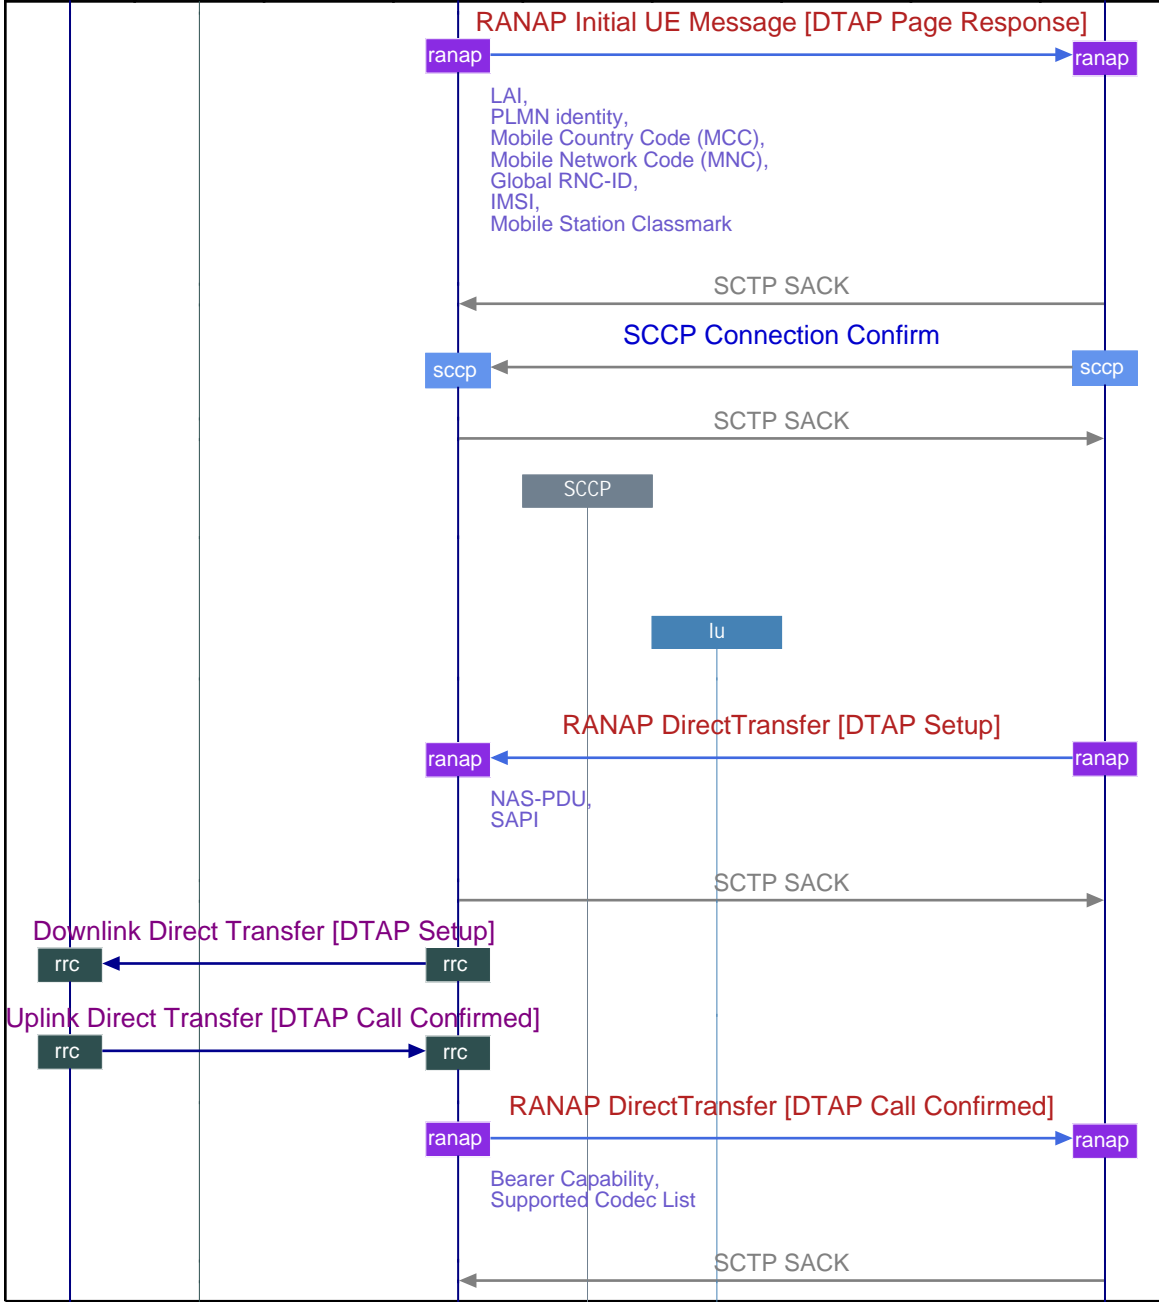 RANAP Initial UE Message [DTAP Page Response]
ranap
ranap
LAI,
PLMN identity,
Mobile Country Code (MCC),
Mobile Network Code (MNC),
Global RNC-ID,
IMSI,
Mobile Station Classmark
SCTP SACK
SCCP Connection Confirm
sccp
sccp
SCTP SACK
SCCP
Iu
RANAP DirectTransfer [DTAP Setup]
ranap
ranap
NAS-PDU,
SAPI
SCTP SACK
Downlink Direct Transfer [DTAP Setup]
rrc
rrc
Uplink Direct Transfer [DTAP Call Confirmed]
rrc
rrc
RANAP DirectTransfer [DTAP Call Confirmed]
ranap
ranap
Bearer Capability,
Supported Codec List
SCTP SACK